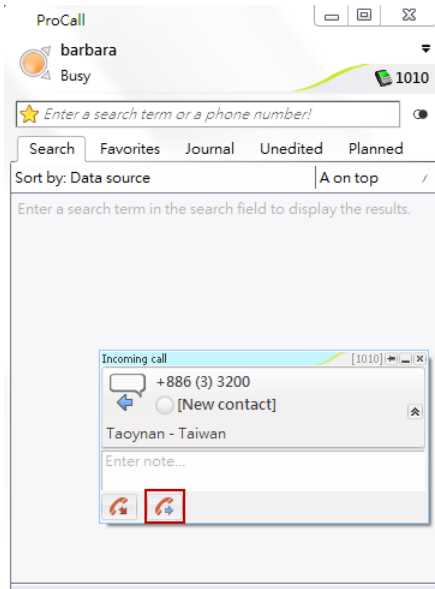 ProCall
barbara
Busy
1010
Enter a search term or a phone number!
Search Favorites Journal Unedited Planned
Sort by: Data source A on top
Enter a search term in the search field to display the results.
Incoming call [1010]
+886 (3) 3200
[New contact]
Taoynan - Taiwan
Enter note...